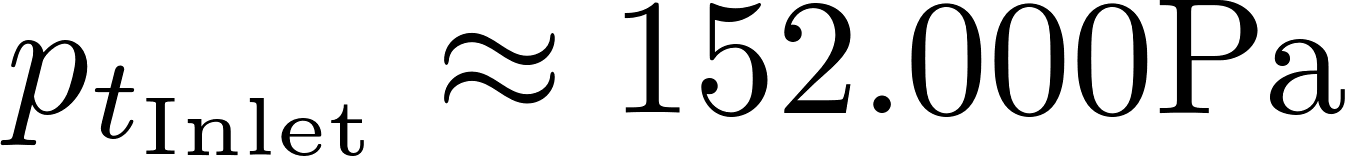 p_{t_{Inlet}} ≈ 152.000Pa